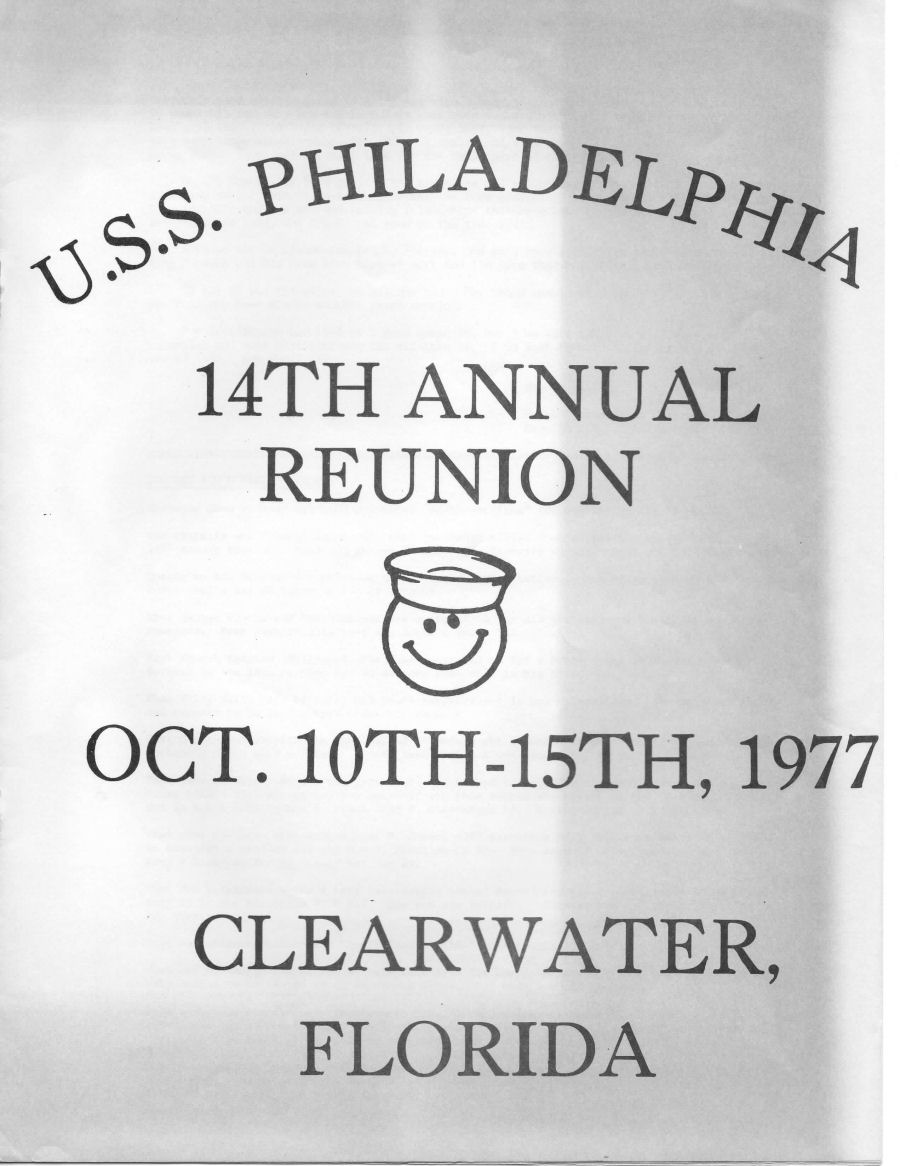 U.S.S. PHILADELPHIA
14TH ANNUAL
REUNION
OCT. 10TH-15TH, 1977
CLEARWATER,
FLORIDA